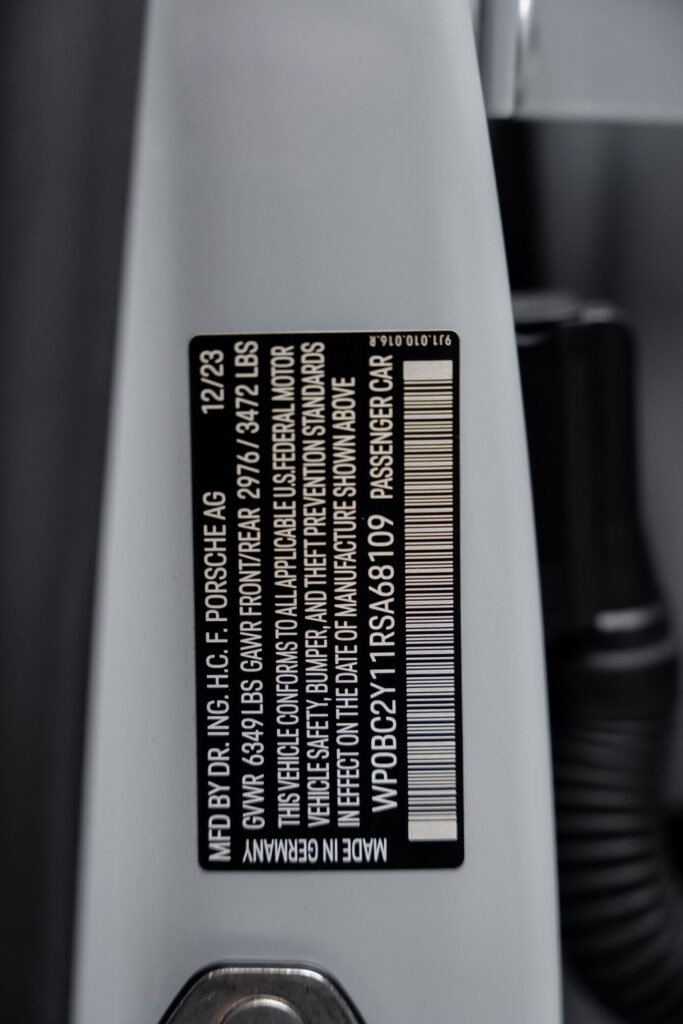 MFD BY DR. ING. H.C. F. PORSCHE AG 12/23
GVWR 6349 LBS GAWR FRONT/REAR 2976/ 3472 LBS
THIS VEHICLE CONFORMS TO ALL APPLICABLE U.S.FEDERAL MOTOR
VEHICLE SAFETY, BUMPER, AND THEFT PREVENTION STANDARDS
IN EFFECT ON THE DATE OF MANUFACTURE SHOWN ABOVE
WP0BC2Y11RSA68109 PASSENGER CAR
MADE IN GERMANY
9J1.010.016.R